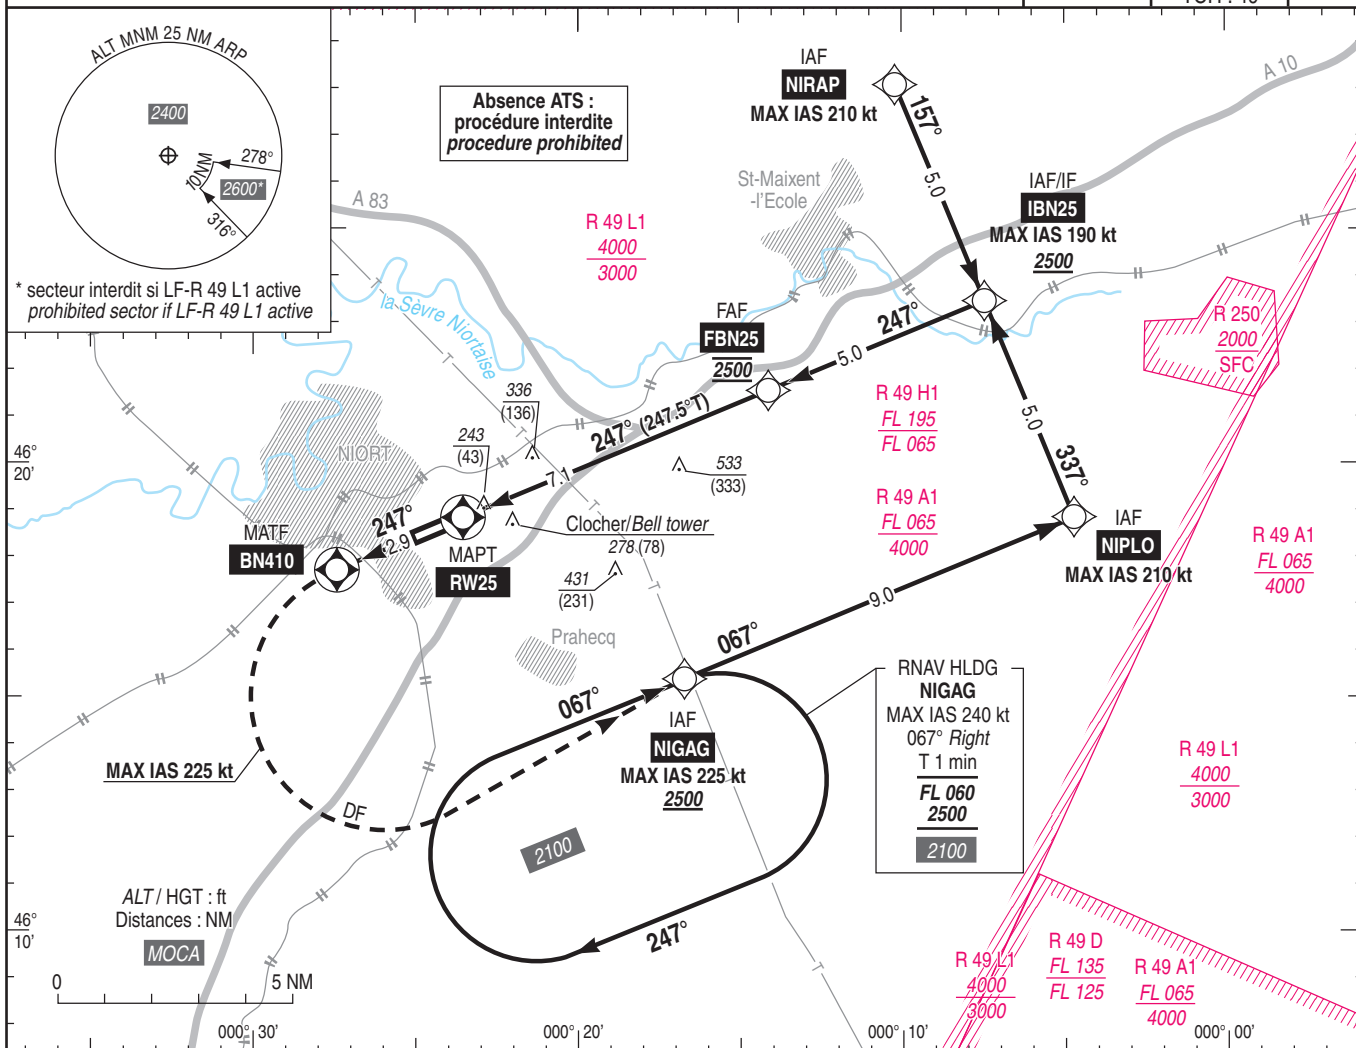 TCH : 49
ALT MNM 25 NM ARP
2400
10NM
278°
2600*
316°
* secteur interdit si LF-R 49 L1 active
prohibited sector if LF-R 49 L1 active
Absence ATS :
procédure interdite
procedure prohibited
IAF
NIRAP
MAX IAS 210 kt
157°
5.0
A 10
St-Maixent
-l'Ecole
IAF/IF
IBN25
MAX IAS 190 kt
2500
A 83
R 49 L1
4000
3000
la Sèvre Niortaise
FAF
FBN25
2500
247°
5.0
R 250
2000
SFC
336
(136)
243
(43)
247° (247.5°T)
7.1
R 49 H1
FL 195
FL 065
5.0
337°
46°
20'
NIORT
533
(333)
R 49 A1
FL 065
4000
247°
2.9
MATF
BN410
MAPT
RW25
Clocher/Bell tower
278 (78)
431
(231)
IAF
NIPLO
MAX IAS 210 kt
R 49 A1
FL 065
4000
9.0
Prahecq
067°
067°
IAF
NIGAG
MAX IAS 225 kt
2500
RNAV HLDG
NIGAG
MAX IAS 240 kt
067° Right
T 1 min
FL 060
2500
2100
R 49 L1
4000
3000
MAX IAS 225 kt
DF
2100
247°
ALT / HGT : ft
Distances : NM
MOCA
46°
10'
0
5 NM
R 49 L1
4000
3000
R 49 D
FL 135
FL 125
R 49 A1
FL 065
4000
000° 30'
000° 20'
000° 10'
000° 00'